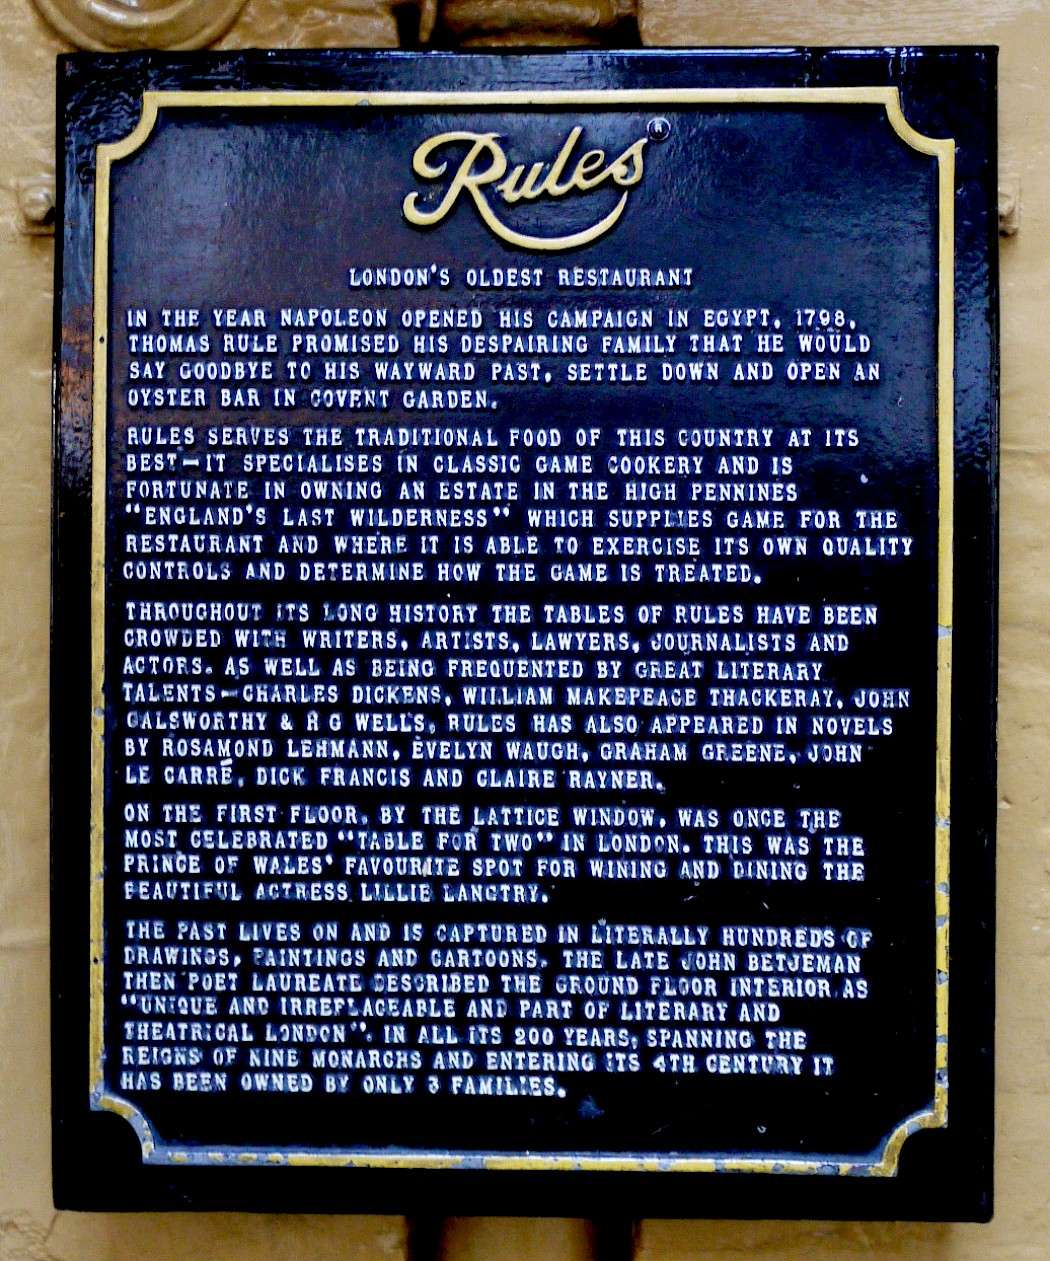 Rules ®
LONDON'S OLDEST RESTAURANT
IN THE YEAR NAPOLEON OPENED HIS CAMPAIGN IN EGYPT, 1798,
THOMAS RULE PROMISED HIS DESPAIRING FAMILY THAT HE WOULD
SAY GOODBYE TO HIS WAYWARD PAST, SETTLE DOWN AND OPEN AN
OYSTER BAR IN COVENT GARDEN.
RULES SERVES THE TRADITIONAL FOOD OF THIS COUNTRY AT ITS
BEST—IT SPECIALISES IN CLASSIC GAME COOKERY AND IS
FORTUNATE IN OWNING AN ESTATE IN THE HIGH PENNINES
"ENGLAND'S LAST WILDERNESS" WHICH SUPPLIES GAME FOR THE
RESTAURANT AND WHERE IT IS ABLE TO EXERCISE ITS OWN QUALITY
CONTROLS AND DETERMINE HOW THE GAME IS TREATED.
THROUGHOUT ITS LONG HISTORY THE TABLES OF RULES HAVE BEEN
CROWDED WITH WRITERS, ARTISTS, LAWYERS, JOURNALISTS AND
ACTORS. AS WELL AS BEING FREQUENTED BY GREAT LITERARY
TALENTS—CHARLES DICKENS, WILLIAM MAKEPEACE THACKERAY, JOHN
GALSWORTHY & H G WELLS, RULES HAS ALSO APPEARED IN NOVELS
BY ROSAMOND LEHMANN, EVELYN WAUGH, GRAHAM GREENE, JOHN
LE CARRÉ, DICK FRANCIS AND CLAIRE RAYNER.
ON THE FIRST FLOOR, BY THE LATTICE WINDOW, WAS ONCE THE
MOST CELEBRATED "TABLE FOR TWO" IN LONDON. THIS WAS THE
PRINCE OF WALES' FAVOURITE SPOT FOR WINING AND DINING THE
BEAUTIFUL ACTRESS LILLIE LANGTRY.
THE PAST LIVES ON AND IS CAPTURED IN LITERALLY HUNDREDS OF
DRAWINGS, PAINTINGS AND CARTOONS. THE LATE JOHN BETJEMAN
THEN POET LAUREATE DESCRIBED THE GROUND FLOOR INTERIOR AS
"UNIQUE AND IRREPLACEABLE AND PART OF LITERARY AND
THEATRICAL LONDON". IN ALL ITS 200 YEARS, SPANNING THE
REIGNS OF NINE MONARCHS AND ENTERING ITS 4TH CENTURY IT
HAS BEEN OWNED BY ONLY 3 FAMILIES.